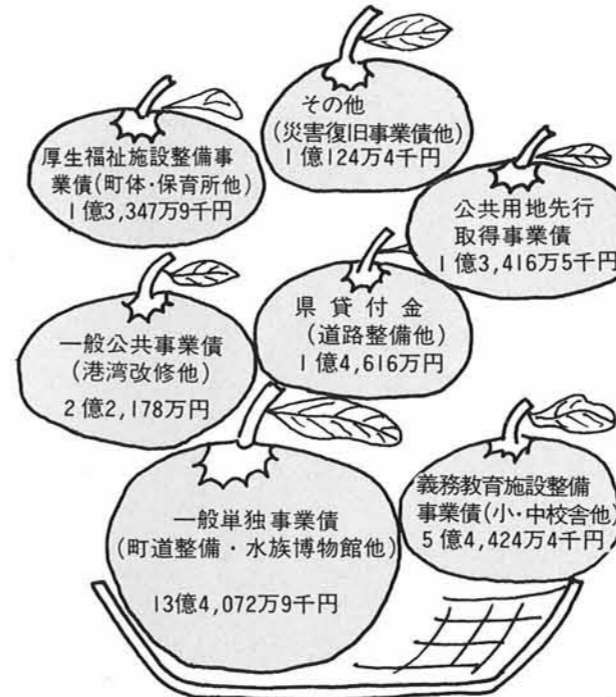 その他
(災害復旧事業債他)
1億124万4千円
厚生福祉施設整備事
業債(町体・保育所他)
1億3,347万9千円
公共用地先行
取得事業債
1億3,416万5千円
県貸付金
(道路整備他)
1億4,616万円
一般公共事業債
(港湾改修他)
2億2,178万円
義務教育施設整備
事業債(小・中校舎他)
5億4,424万4千円
一般単独事業債
(町道整備・水族博物館他)
13億4,072万9千円